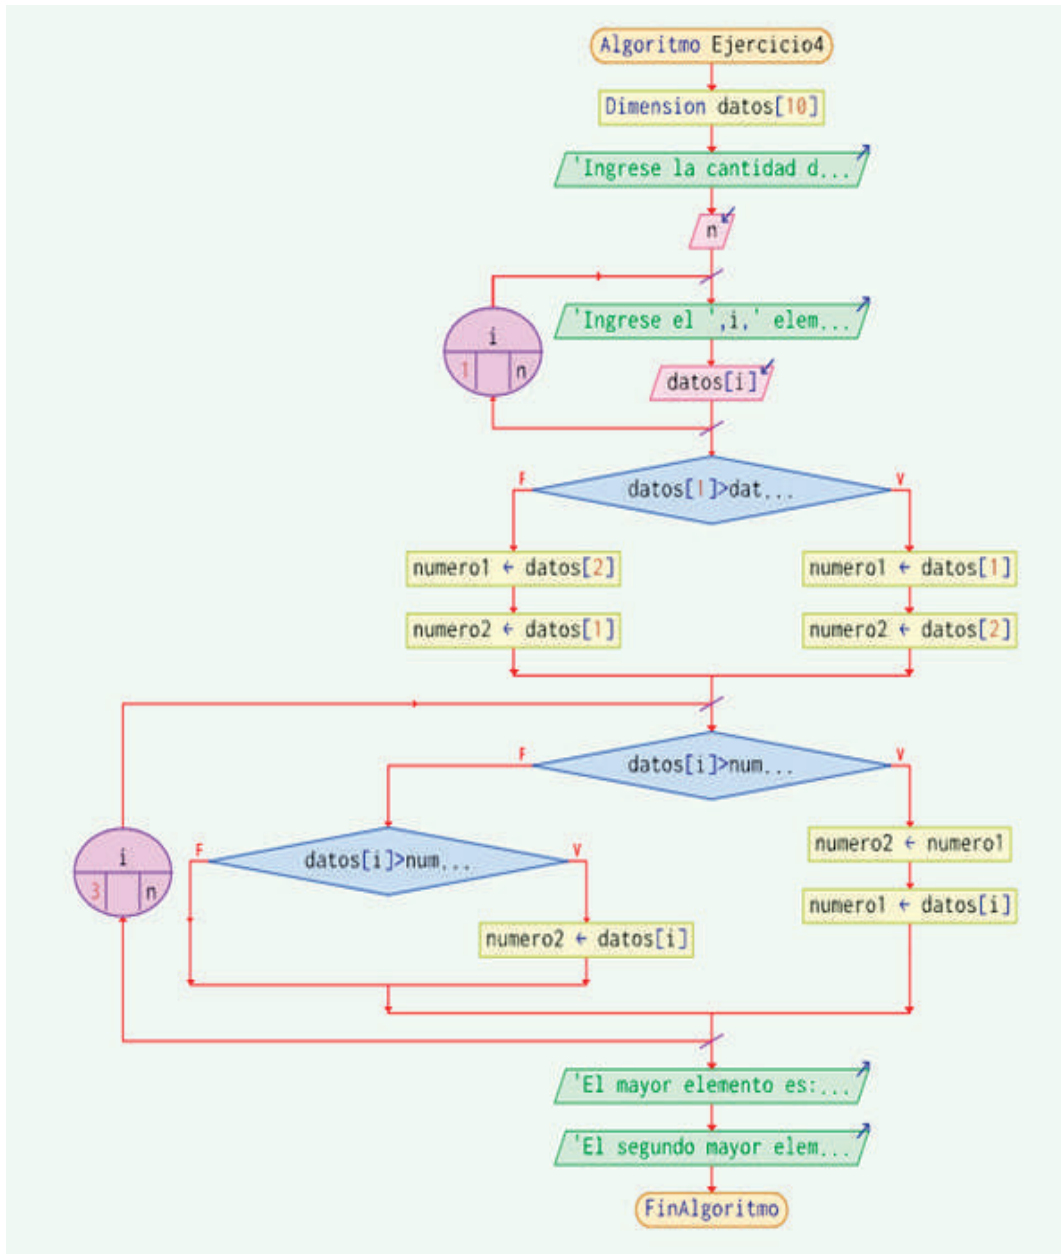 Algoritmo Ejercicio4
Dimension datos[10]
'Ingrese la cantidad d...
n
'Ingrese el ',i,' elem...
i
1 n
datos[i]
F V
datos[1]>dat...
numero1 ← datos[2]
numero1 ← datos[1]
numero2 ← datos[1]
numero2 ← datos[2]
F V
datos[i]>num...
numero2 ← numero1
i
3 n
F V
datos[i]>num...
numero1 ← datos[i]
numero2 ← datos[i]
'El mayor elemento es:...
'El segundo mayor elem...
FinAlgoritmo